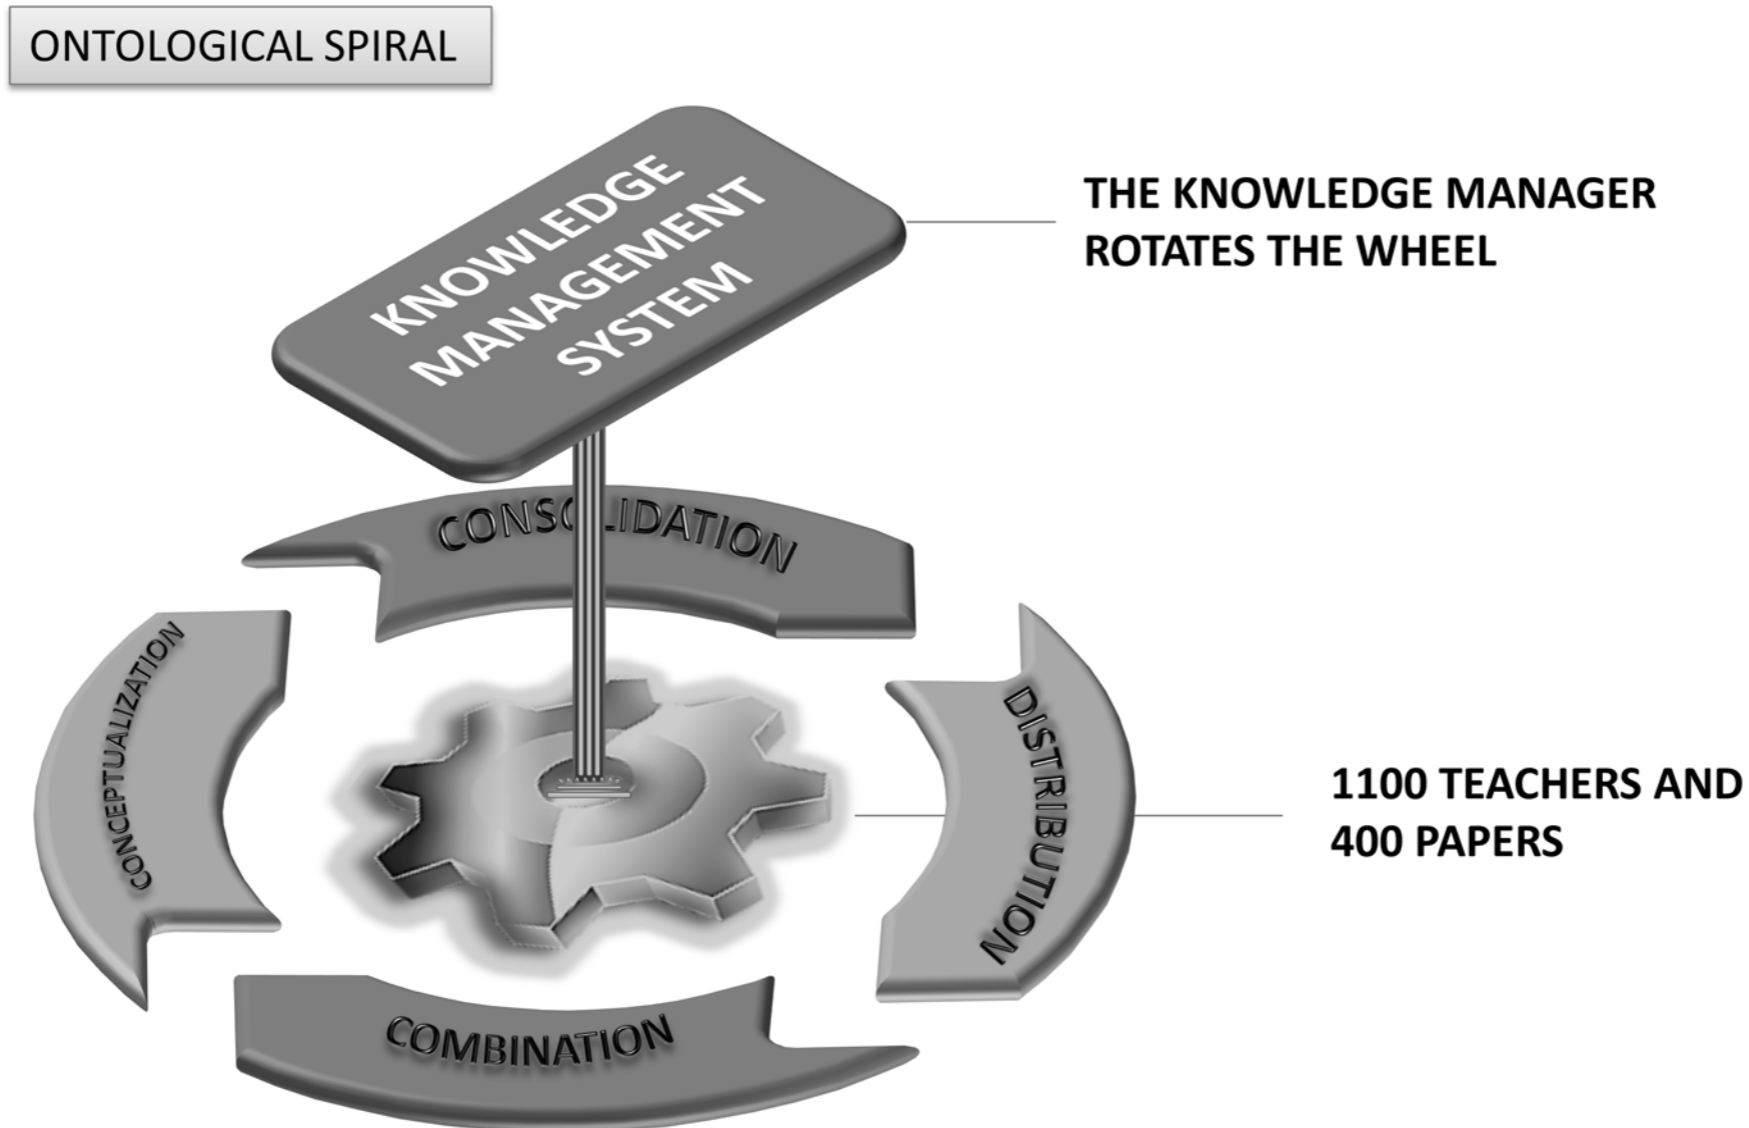 ONTOLOGICAL SPIRAL
KNOWLEDGE
MANAGEMENT
SYSTEM
THE KNOWLEDGE MANAGER
ROTATES THE WHEEL
CONSOLIDATION
CONCEPTUALIZATION
DISTRIBUTION
1100 TEACHERS AND
400 PAPERS
COMBINATION